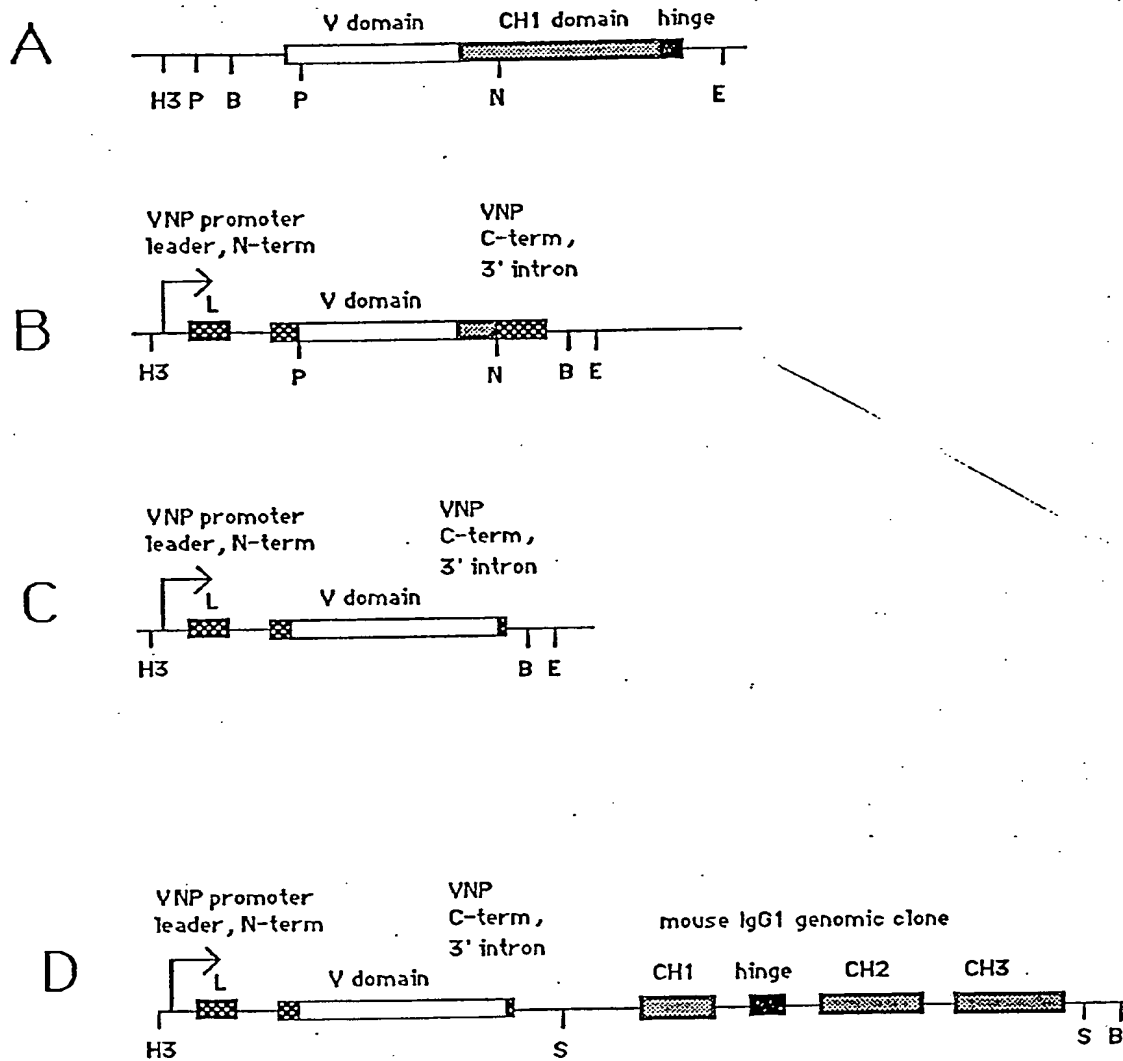 A
V domain CH1 domain hinge
H3 P B P N E
B
VNP promoter
leader, N-term
VNP
C-term,
3' intron
L
V domain
H3 P N B E
C
VNP promoter
leader, N-term
VNP
C-term,
3' intron
L
V domain
H3 B E
D
VNP promoter
leader, N-term
VNP
C-term,
3' intron
mouse IgG1 genomic clone
L
V domain
CH1 hinge CH2 CH3
H3 S S B